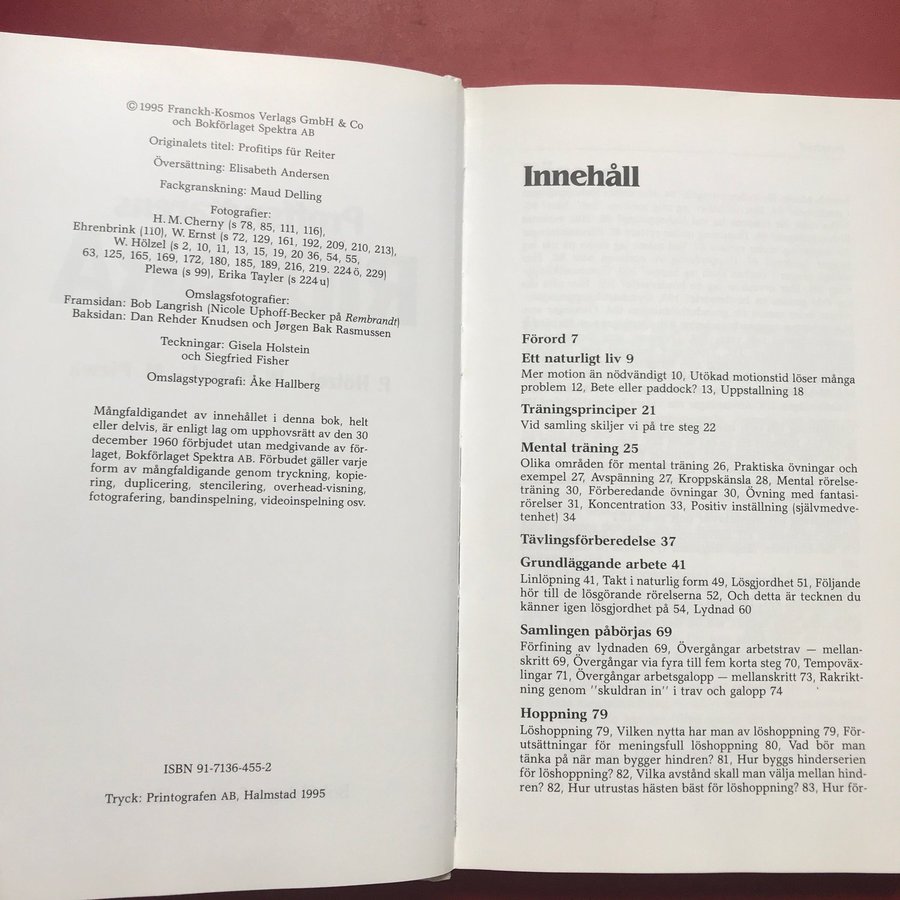 © 1995 Franckh-Kosmos Verlags GmbH & Co
och Bokförlaget Spektra AB
Originalets titel: Profitips für Reiter
Översättning: Elisabeth Andersen
Fackgranskning: Maud Delling
Fotografier:
H. M. Cherny (s 78, 85, 111, 116),
Ehrenbrink (110), W. Ernst (s 72, 129, 161, 192, 209, 210, 213),
W. Hölzel (s 2, 10, 11, 13, 15, 19, 20 36, 54, 55,
63, 125, 165, 169, 172, 180, 185, 189, 216, 219. 224 ö, 229)
Plewa (s 99), Erika Tayler (s 224 u)
Omslagsfotografier:
Framsidan: Bob Langrish (Nicole Uphoff-Becker på Rembrandt)
Baksidan: Dan Rehder Knudsen och Jørgen Bak Rasmussen
Teckningar: Gisela Holstein
och Siegfried Fisher
Omslagstypografi: Åke Hallberg
Mångfaldigandet av innehållet i denna bok, helt
eller delvis, är enligt lag om upphovsrätt av den 30
december 1960 förbjudet utan medgivande av för-
laget, Bokförlaget Spektra AB. Förbudet gäller varje
form av mångfaldigande genom tryckning, kopie-
ring, duplicering, stencilering, overhead-visning,
fotografering, bandinspelning, videoinspelning osv.
ISBN 91-7136-455-2
Tryck: Printografen AB, Halmstad 1995
Innehåll
Förord 7
Ett naturligt liv 9
Mer motion än nödvändigt 10, Utökad motionstid löser många
problem 12, Bete eller paddock? 13, Uppstallning 18
Träningsprinciper 21
Vid samling skiljer vi på tre steg 22
Mental träning 25
Olika områden för mental träning 26, Praktiska övningar och
exempel 27, Avspänning 27, Kroppskänsla 28, Mental rörelse-
träning 30, Förberedande övningar 30, Övning med fantasi-
rörelser 31, Koncentration 33, Positiv inställning (självmedve-
tenhet) 34
Tävlingsförberedelse 37
Grundläggande arbete 41
Linlöpning 41, Takt i naturlig form 49, Lösgjordhet 51, Följande
hör till de lösgörande rörelserna 52, Och detta är tecknen du
känner igen lösgjordhet på 54, Lydnad 60
Samlingen påbörjas 69
Förfining av lydnaden 69, Övergångar arbetstrav — mellan-
skritt 69, Övergångar via fyra till fem korta steg 70, Tempoväx-
lingar 71, Övergångar arbetsgalopp — mellanskritt 73, Rakrikt-
ning genom "skuldran in" i trav och galopp 74
Hoppning 79
Löshoppning 79, Vilken nytta har man av löshoppning 79, För-
utsättningar för meningsfull löshoppning 80, Vad bör man
tänka på när man bygger hindren? 81, Hur byggs hinderserien
för löshoppning? 82, Vilka avstånd skall man välja mellan hind-
ren? 82, Hur utrustas hästen bäst för löshoppning? 83, Hur för-